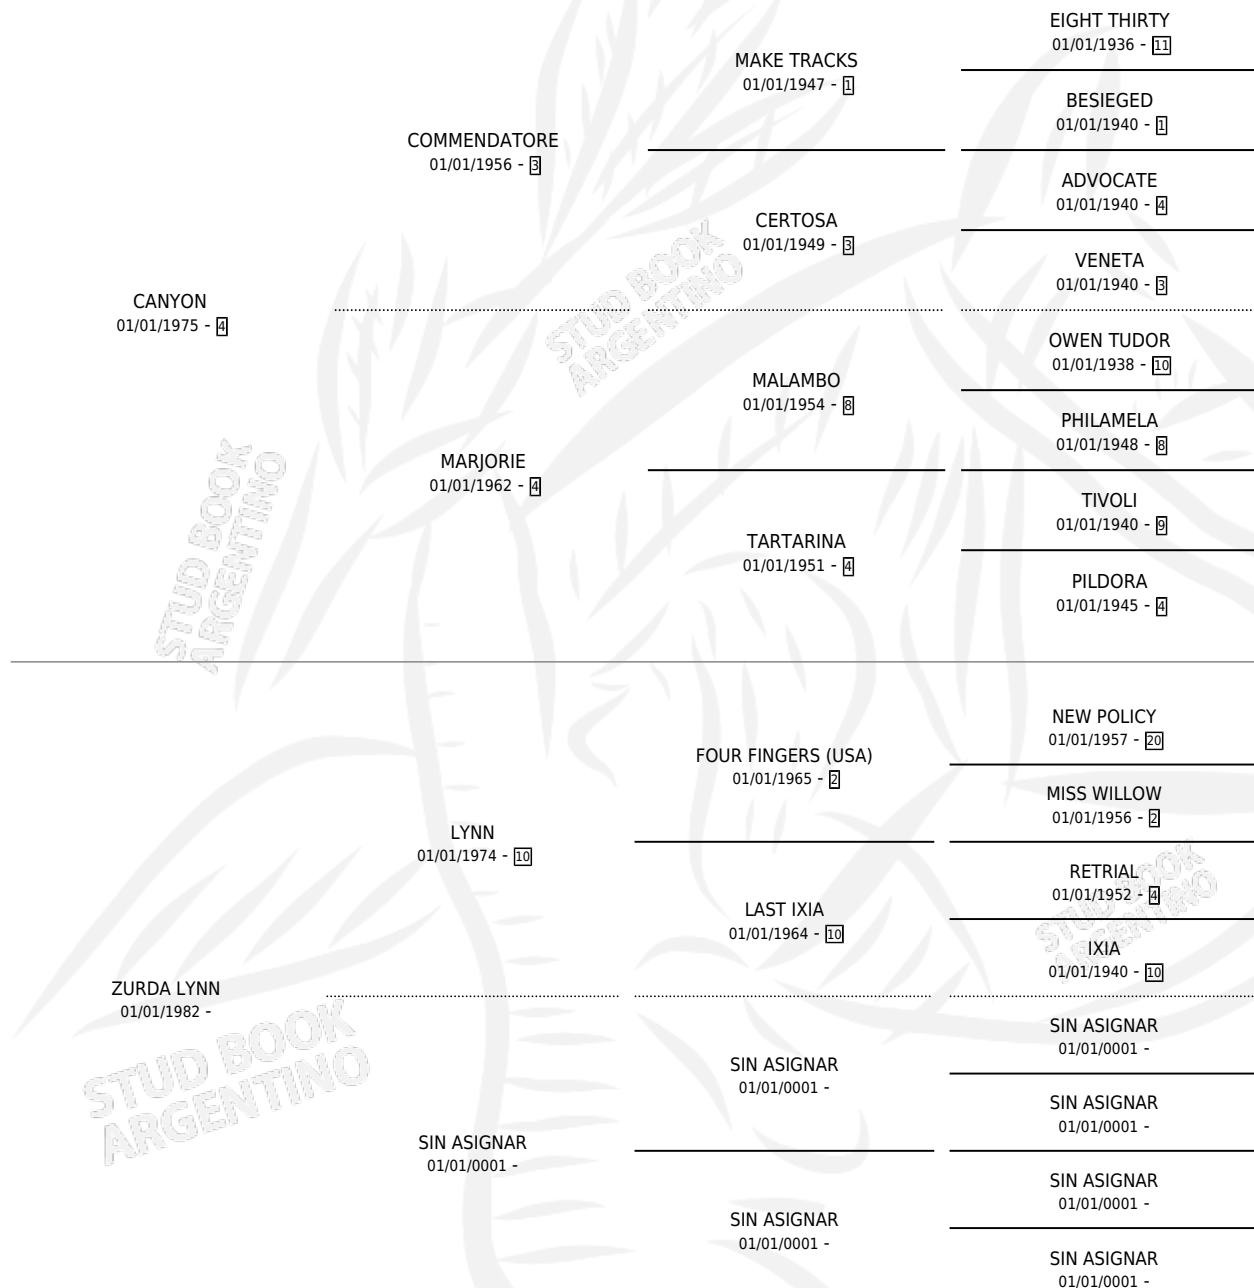 EIGHT THIRTY
01/01/1936 - 11
MAKE TRACKS
01/01/1947 - 1
BESIEGED
01/01/1940 - 1
COMMENDATORE
01/01/1956 - 3
ADVOCATE
01/01/1940 - 4
CERTOSA
01/01/1949 - 3
VENETA
01/01/1940 - 3
CANYON
01/01/1975 - 4
STUD BOOK
ARGENTINO
OWEN TUDOR
01/01/1938 - 10
MALAMBO
01/01/1954 - 8
PHILAMELA
01/01/1948 - 8
MARJORIE
01/01/1962 - 4
TIVOLI
01/01/1940 - 9
TARTARINA
01/01/1951 - 4
PILDORA
01/01/1945 - 4
STUD BOOK
ARGENTINO
NEW POLICY
01/01/1957 - 20
FOUR FINGERS (USA)
01/01/1965 - 2
MISS WILLOW
01/01/1956 - 2
LYNN
01/01/1974 - 10
RETRIAL
01/01/1952 - 4
LAST IXIA
01/01/1964 - 10
IXIA
01/01/1940 - 10
STUD BOOK
ARGENTINO
ZURDA LYNN
01/01/1982 -
STUD BOOK
ARGENTINO
SIN ASIGNAR
01/01/0001 -
SIN ASIGNAR
01/01/0001 -
SIN ASIGNAR
01/01/0001 -
SIN ASIGNAR
01/01/0001 -
SIN ASIGNAR
01/01/0001 -
SIN ASIGNAR
01/01/0001 -
SIN ASIGNAR
01/01/0001 -